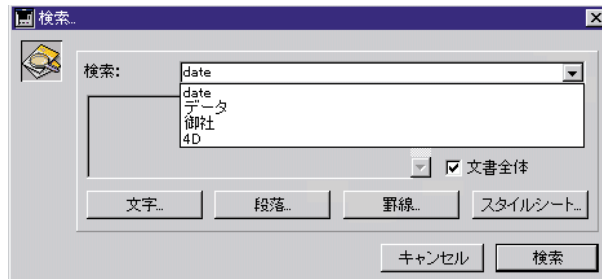 検索...
検索: date
date
データ
御社
4D
文書全体
文字... 段落... 罫線... スタイルシート...
キャンセル 検索